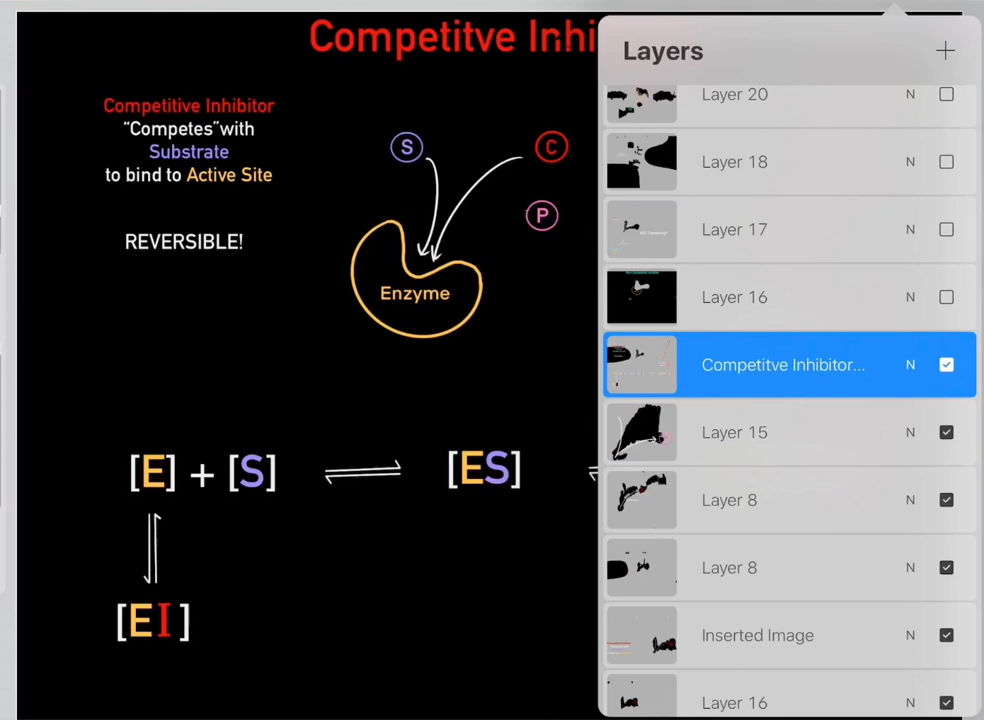 Competitve Inhi
Competitive Inhibitor
“Competes”with
Substrate
to bind to Active Site
REVERSIBLE!
S
C
P
Enzyme
[E] + [S]
[ES]
[EI]
Layers
Layer 20 N
Layer 18 N
Layer 17 N
Layer 16 N
Competitve Inhibitor... N
Layer 15 N
Layer 8 N
Layer 8 N
Inserted Image N
Layer 16 N